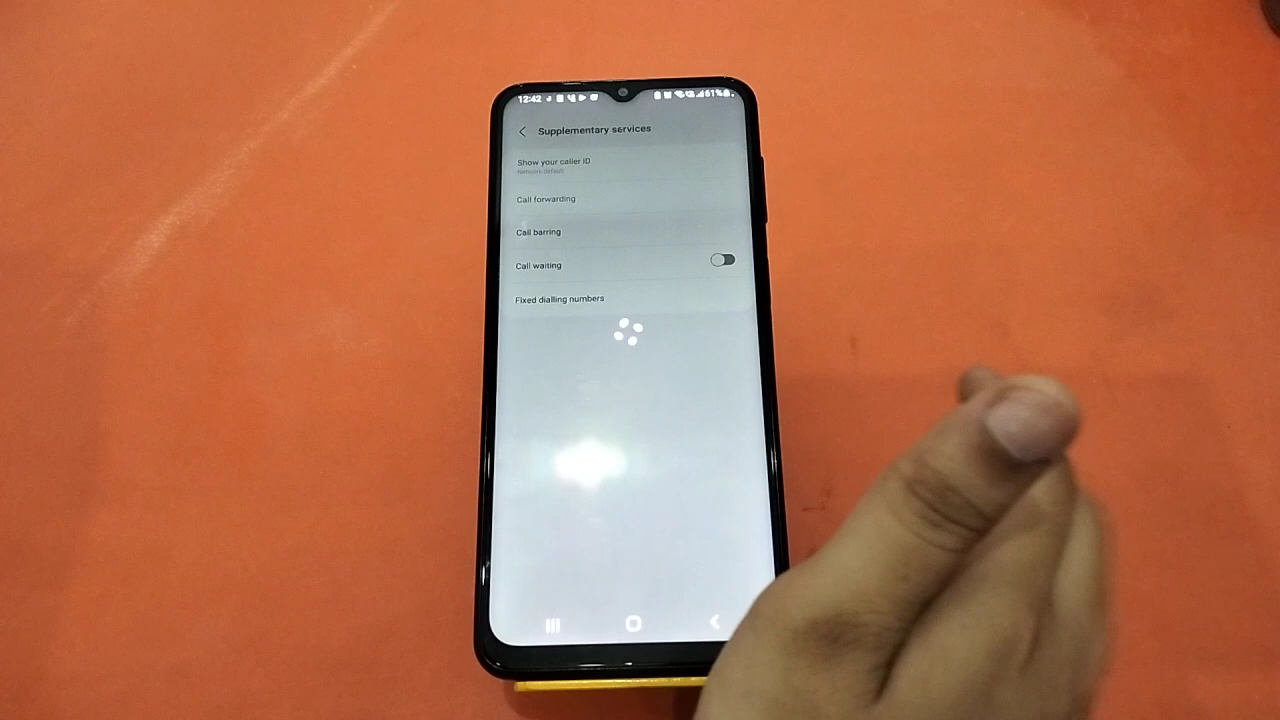 12:42 61%
Supplementary services
Show your caller ID
Network default
Call forwarding
Call barring
Call waiting
Fixed dialling numbers